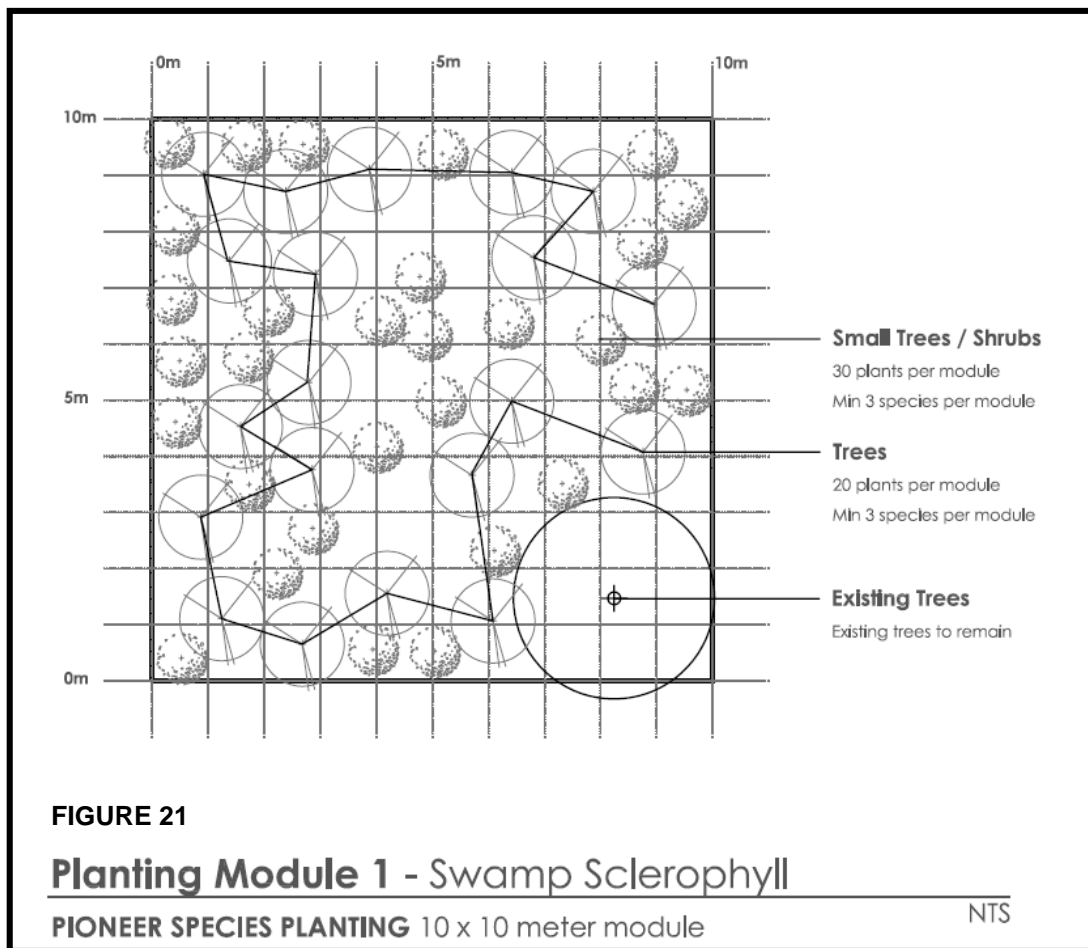 0m 5m 10m
10m
5m
0m
Small Trees / Shrubs
30 plants per module
Min 3 species per module
Trees
20 plants per module
Min 3 species per module
Existing Trees
Existing trees to remain
FIGURE 21
Planting Module 1 - Swamp Sclerophyll
PIONEER SPECIES PLANTING 10 x 10 meter module
NTS